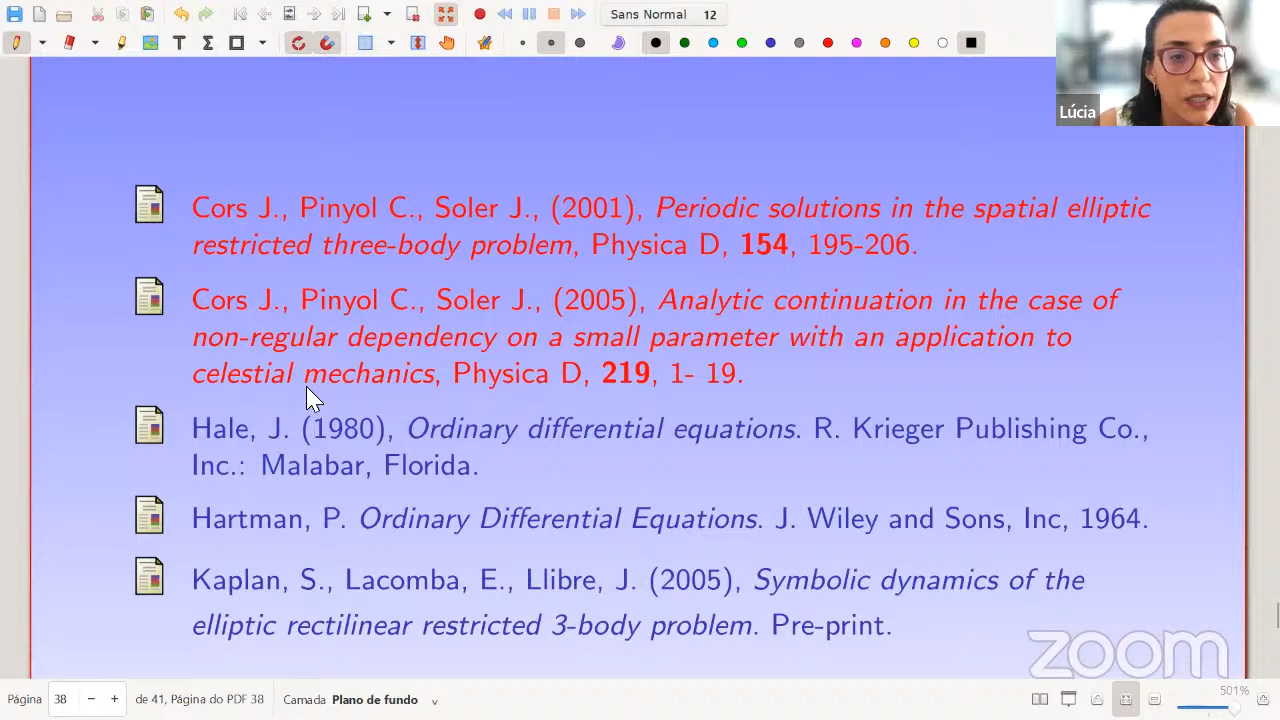 Sans Normal 12
Lúcia
Cors J., Pinyol C., Soler J., (2001), Periodic solutions in the spatial elliptic
restricted three-body problem, Physica D, 154, 195-206.
Cors J., Pinyol C., Soler J., (2005), Analytic continuation in the case of
non-regular dependency on a small parameter with an application to
celestial mechanics, Physica D, 219, 1- 19.
Hale, J. (1980), Ordinary differential equations. R. Krieger Publishing Co.,
Inc.: Malabar, Florida.
Hartman, P. Ordinary Differential Equations. J. Wiley and Sons, Inc, 1964.
Kaplan, S., Lacomba, E., Llibre, J. (2005), Symbolic dynamics of the
elliptic rectilinear restricted 3-body problem. Pre-print.
zoom
Página 38 − + de 41, Página do PDF 38 Camada Plano de fundo 501%